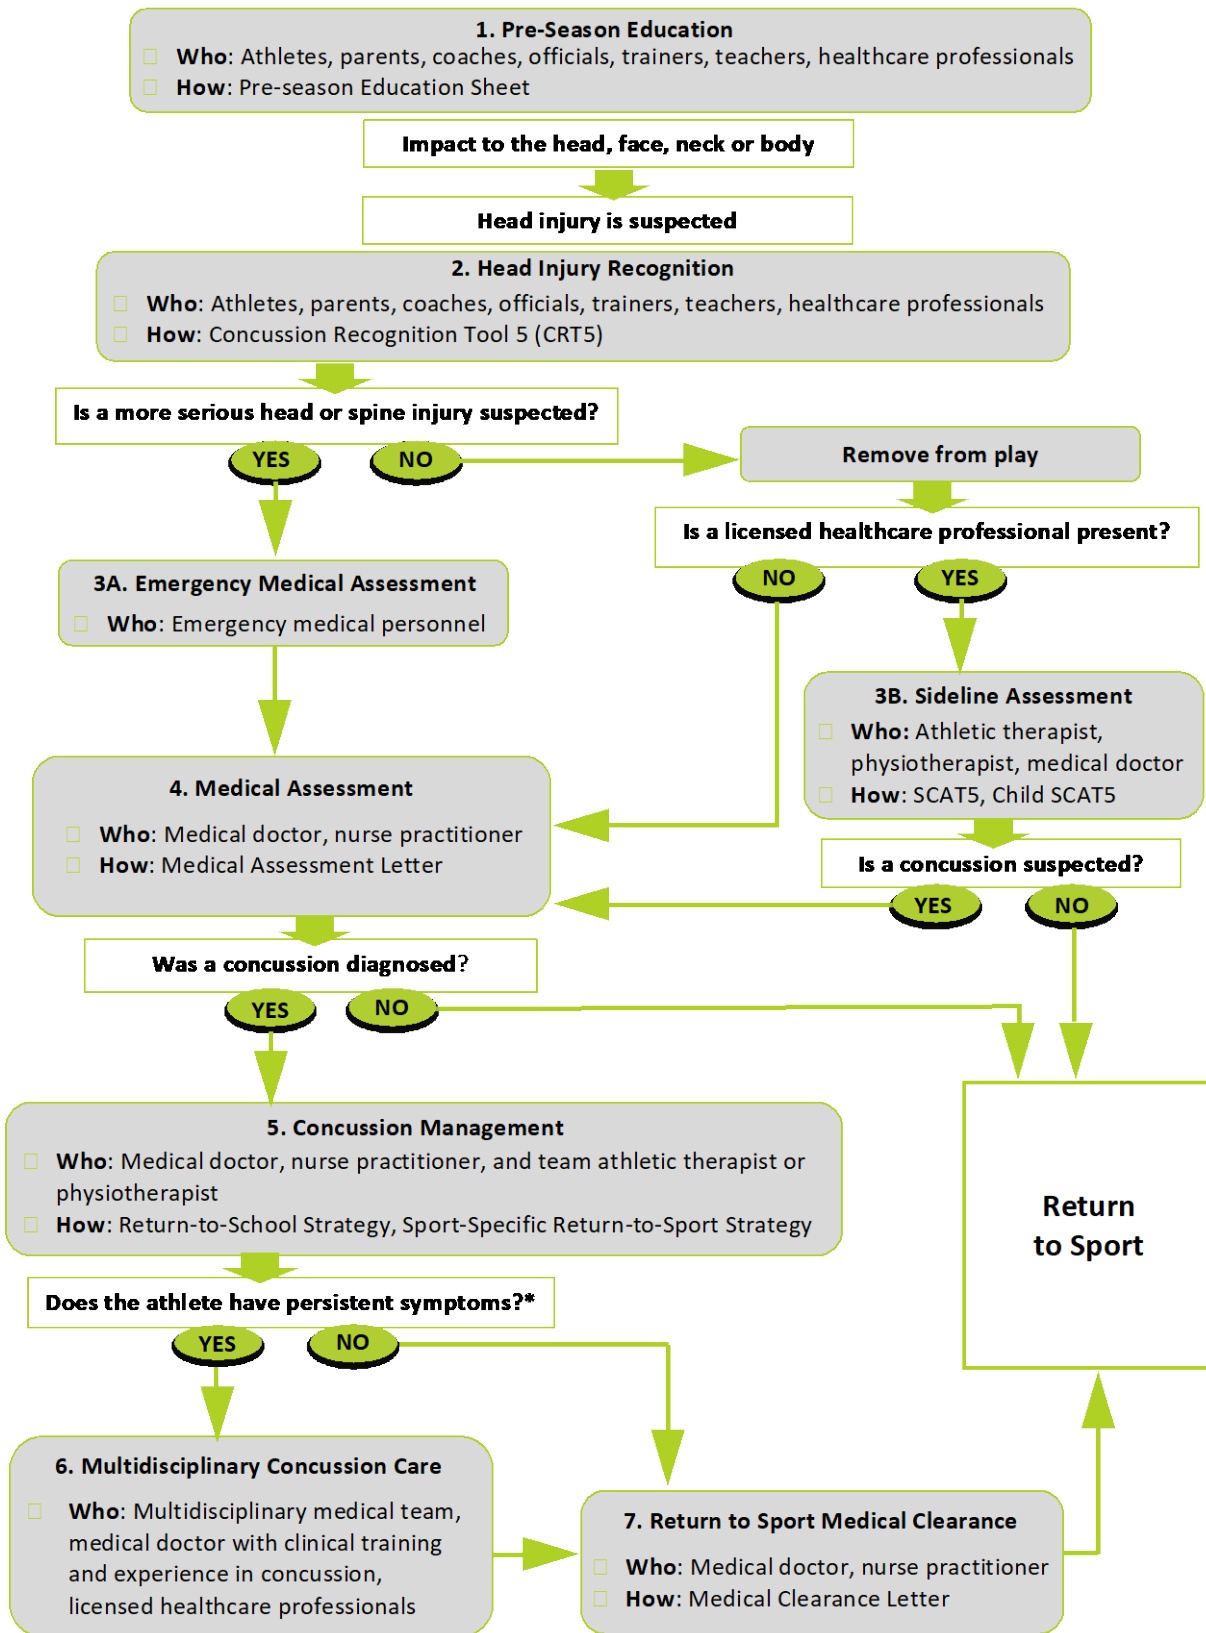 1. Pre-Season Education
Who: Athletes, parents, coaches, officials, trainers, teachers, healthcare professionals
How: Pre-season Education Sheet
Impact to the head, face, neck or body
Head injury is suspected
2. Head Injury Recognition
Who: Athletes, parents, coaches, officials, trainers, teachers, healthcare professionals
How: Concussion Recognition Tool 5 (CRT5)
Is a more serious head or spine injury suspected?
YES
NO
Remove from play
Is a licensed healthcare professional present?
NO
YES
3A. Emergency Medical Assessment
Who: Emergency medical personnel
3B. Sideline Assessment
Who: Athletic therapist,
physiotherapist, medical doctor
How: SCAT5, Child SCAT5
4. Medical Assessment
Who: Medical doctor, nurse practitioner
How: Medical Assessment Letter
Is a concussion suspected?
YES
NO
Was a concussion diagnosed?
YES
NO
5. Concussion Management
Who: Medical doctor, nurse practitioner, and team athletic therapist or
physiotherapist
How: Return-to-School Strategy, Sport-Specific Return-to-Sport Strategy
Return
to Sport
Does the athlete have persistent symptoms?*
YES
NO
6. Multidisciplinary Concussion Care
Who: Multidisciplinary medical team,
medical doctor with clinical training
and experience in concussion,
licensed healthcare professionals
7. Return to Sport Medical Clearance
Who: Medical doctor, nurse practitioner
How: Medical Clearance Letter